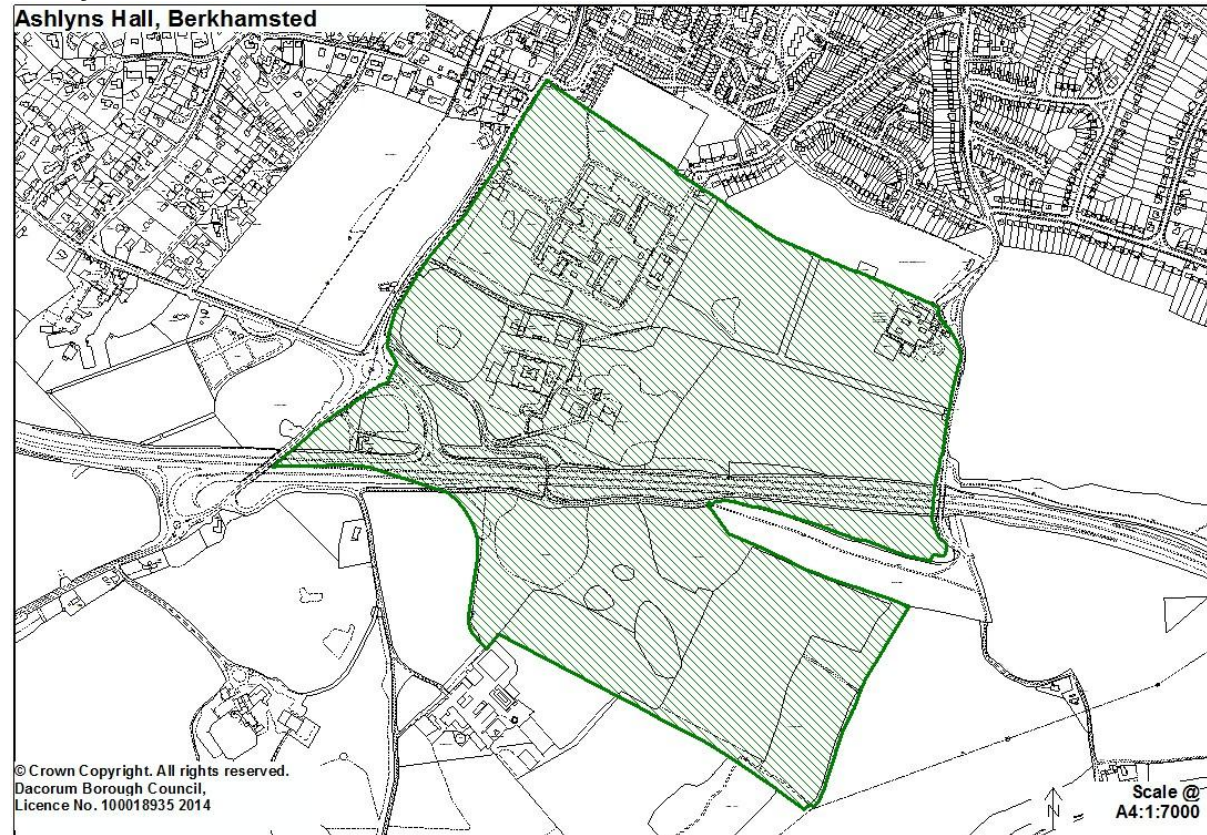 Ashlyns Hall, Berkhamsted
© Crown Copyright. All rights reserved.
Dacorum Borough Council,
Licence No. 100018935 2014
N
Scale @
A4:1:7000